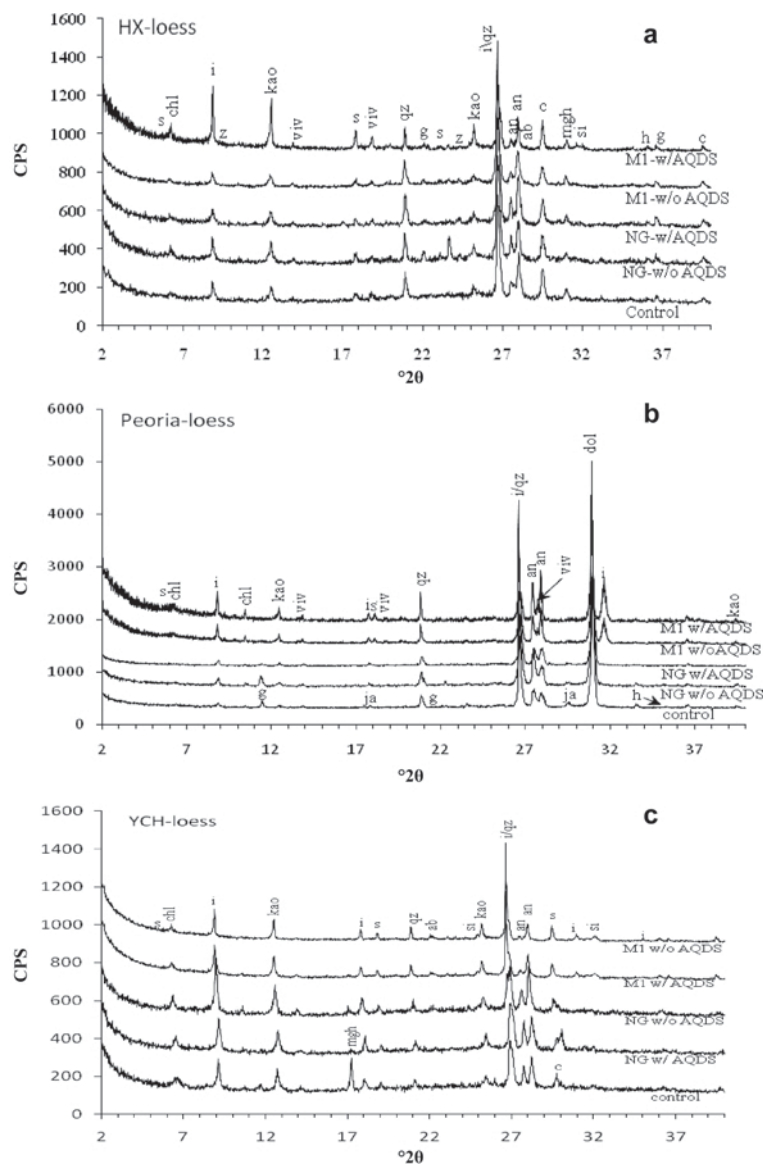 HX-loess
a
1600
1400
1200
1000
800
600
400
200
0
CPS
s
chl
i
z
kao
viv
s
viv
qz
g
s
z
kao
i\qz
an
an
ab
c
mgh
si
h
g
c
M1-w/AQDS
M1-w/o AQDS
NG-w/AQDS
NG-w/o AQDS
Control
2 7 12 17 22 27 32 37
°2θ
Peoria-loess
b
6000
5000
4000
3000
2000
1000
0
CPS
s
chl
i
chl
kao
viv
i
s
viv
qz
i/qz
an
an
viv
dol
i
kao
M1 w/AQDS
M1 w/oAQDS
NG w/AQDS
NG w/o AQDS
g
ja
g
ja
h
control
2 7 12 17 22 27 32 37
°2θ
YCH-loess
c
1600
1400
1200
1000
800
600
400
200
0
CPS
s
chl
i
kao
i
s
qz
ab
si
kao
i/qz
an
an
s
i
si
i
M1 w/o AQDS
M1 w/ AQDS
NG w/o AQDS
mgh
NG w/ AQDS
c
control
2 7 12 17 22 27 32 37
°2θ